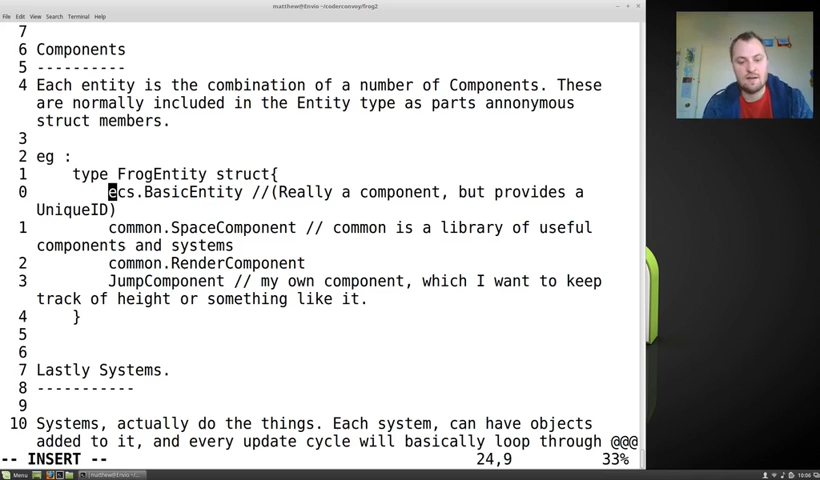 matthew@Envio ~/coderconvey/frog2
File Edit View Search Terminal Help
7
6 Components
5 ----------
4 Each entity is the combination of a number of Components. These
are normally included in the Entity type as parts annonymous
struct members.
3
2 eg :
1 type FrogEntity struct{
0 ecs.BasicEntity //(Really a component, but provides a
UniqueID)
1 common.SpaceComponent // common is a library of useful
components and systems
2 common.RenderComponent
3 JumpComponent // my own component, which I want to keep
track of height or something like it.
4 }
5
6
7 Lastly Systems.
8 -----------
9
10 Systems, actually do the things. Each system, can have objects
added to it, and every update cycle will basically loop through @@@
-- INSERT -- 24,9 33%
Menu matthew@Envio ~/c... 10:06